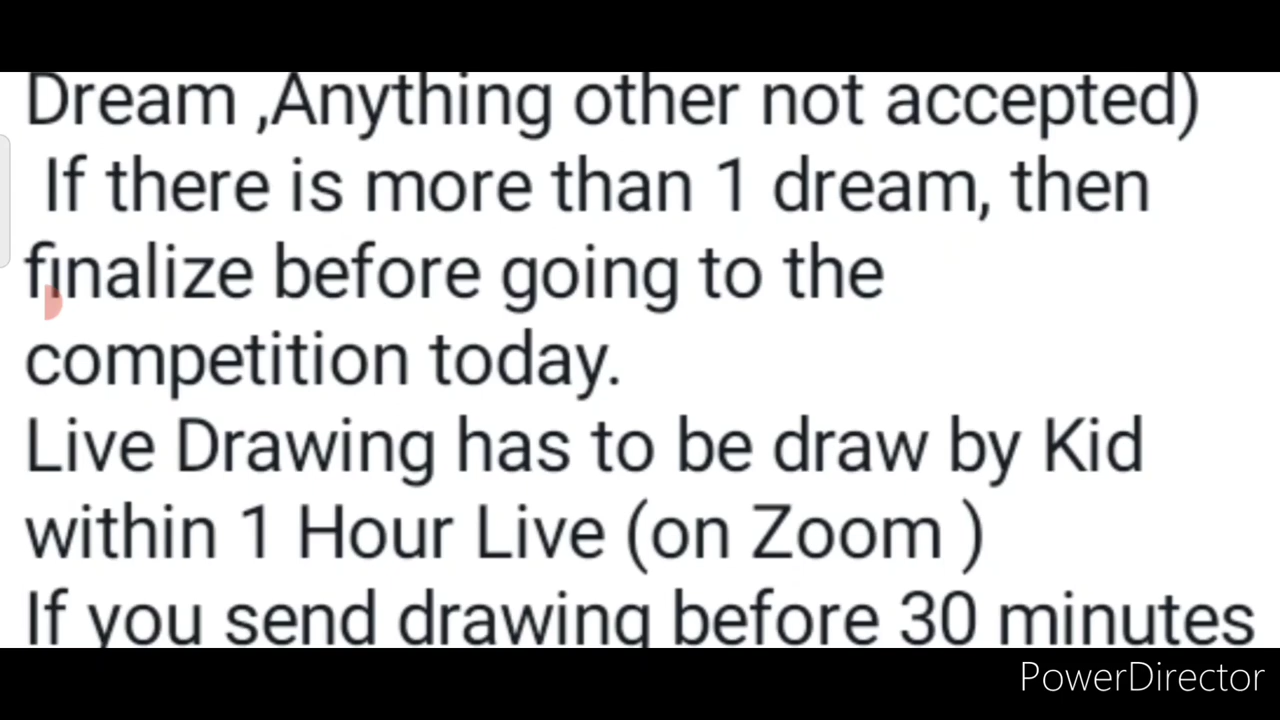 Dream ,Anything other not accepted)
If there is more than 1 dream, then
finalize before going to the
competition today.
Live Drawing has to be draw by Kid
within 1 Hour Live (on Zoom )
If you send drawing before 30 minutes
PowerDirector